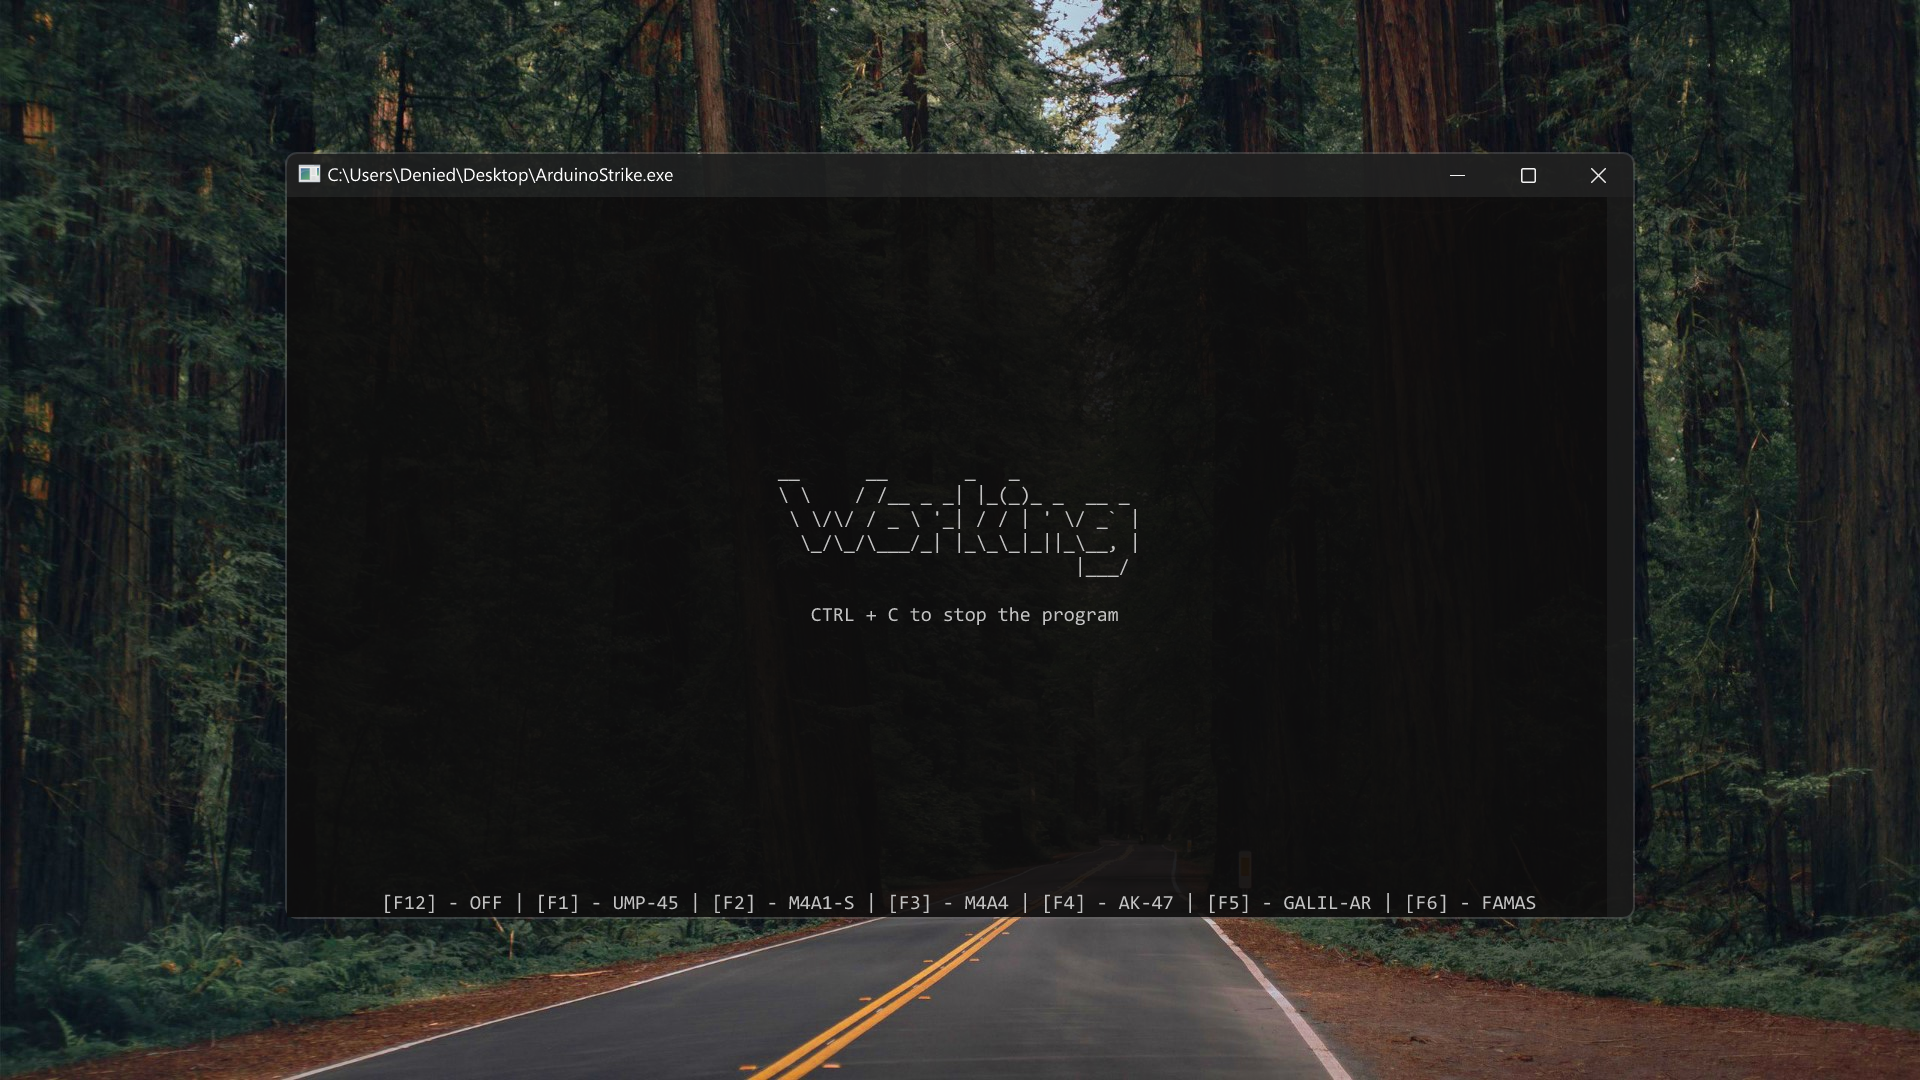 C:\Users\Denied\Desktop\ArduinoStrike.exe
Working
CTRL + C to stop the program
[F12] - OFF | [F1] - UMP-45 | [F2] - M4A1-S | [F3] - M4A4 | [F4] - AK-47 | [F5] - GALIL-AR | [F6] - FAMAS